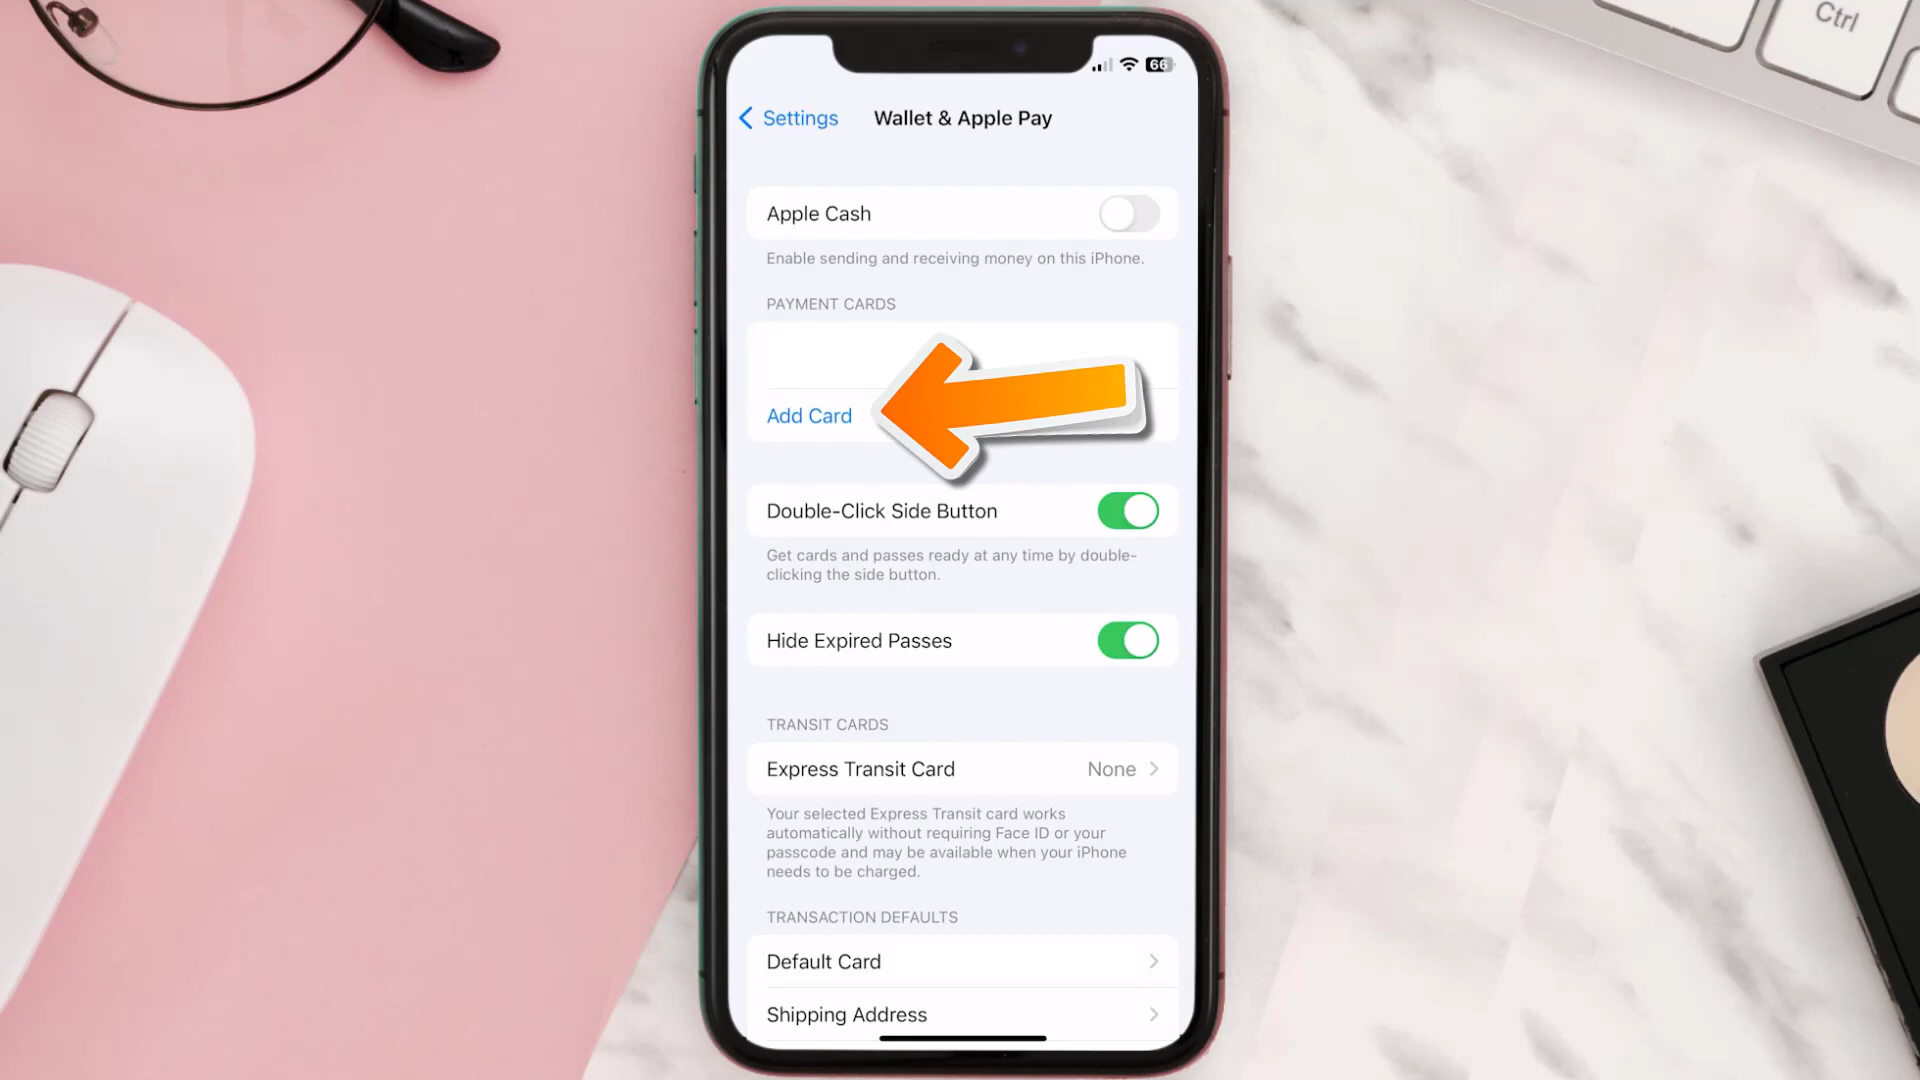 Ctrl
66
Settings
Wallet & Apple Pay
Apple Cash
Enable sending and receiving money on this iPhone.
PAYMENT CARDS
Add Card
Double-Click Side Button
Get cards and passes ready at any time by double-
clicking the side button.
Hide Expired Passes
TRANSIT CARDS
Express Transit Card None
Your selected Express Transit card works
automatically without requiring Face ID or your
passcode and may be available when your iPhone
needs to be charged.
TRANSACTION DEFAULTS
Default Card
Shipping Address